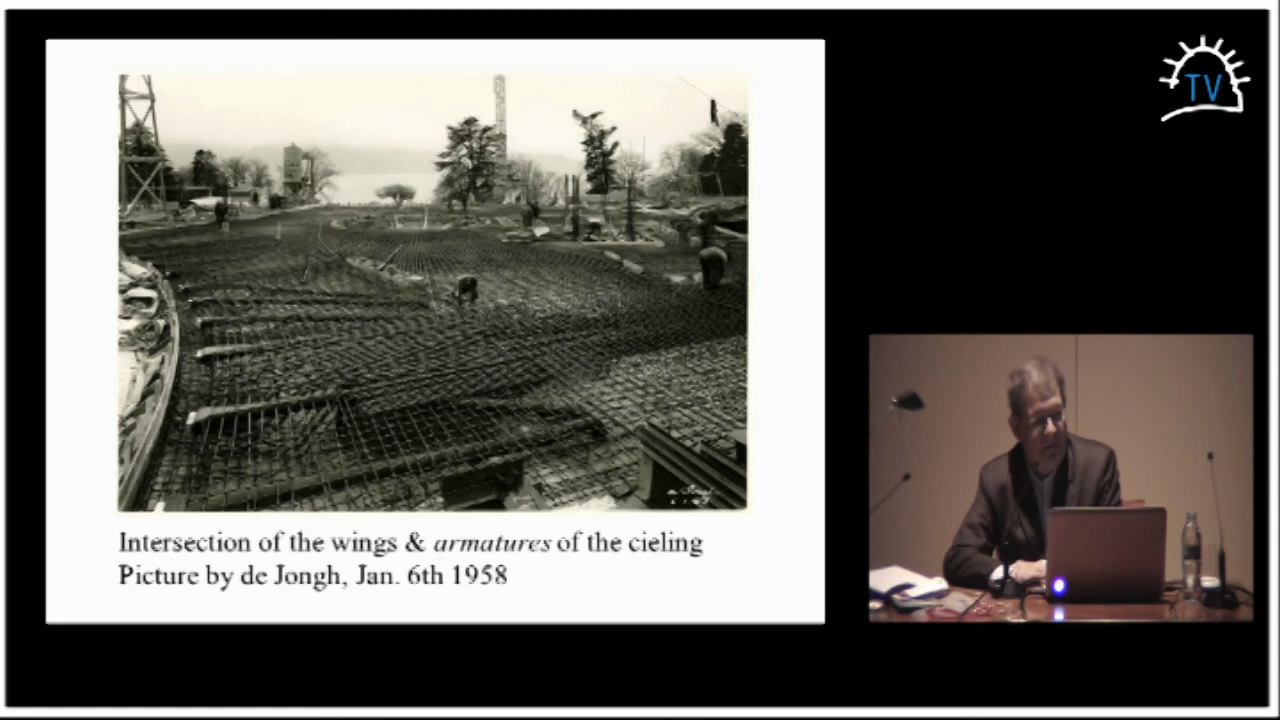 TV
Intersection of the wings & armatures of the cieling
Picture by de Jongh, Jan. 6th 1958